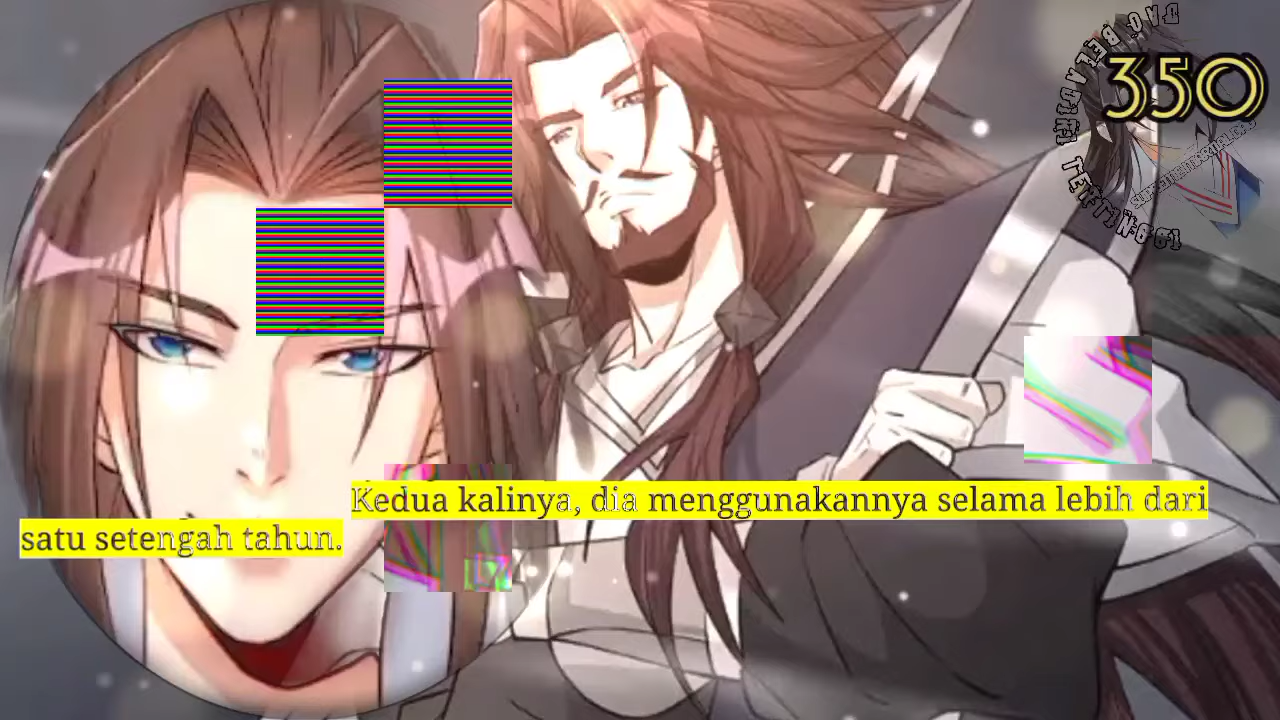 350
Kedua kalinya, dia menggunakannya selama lebih dari
satu setengah tahun.